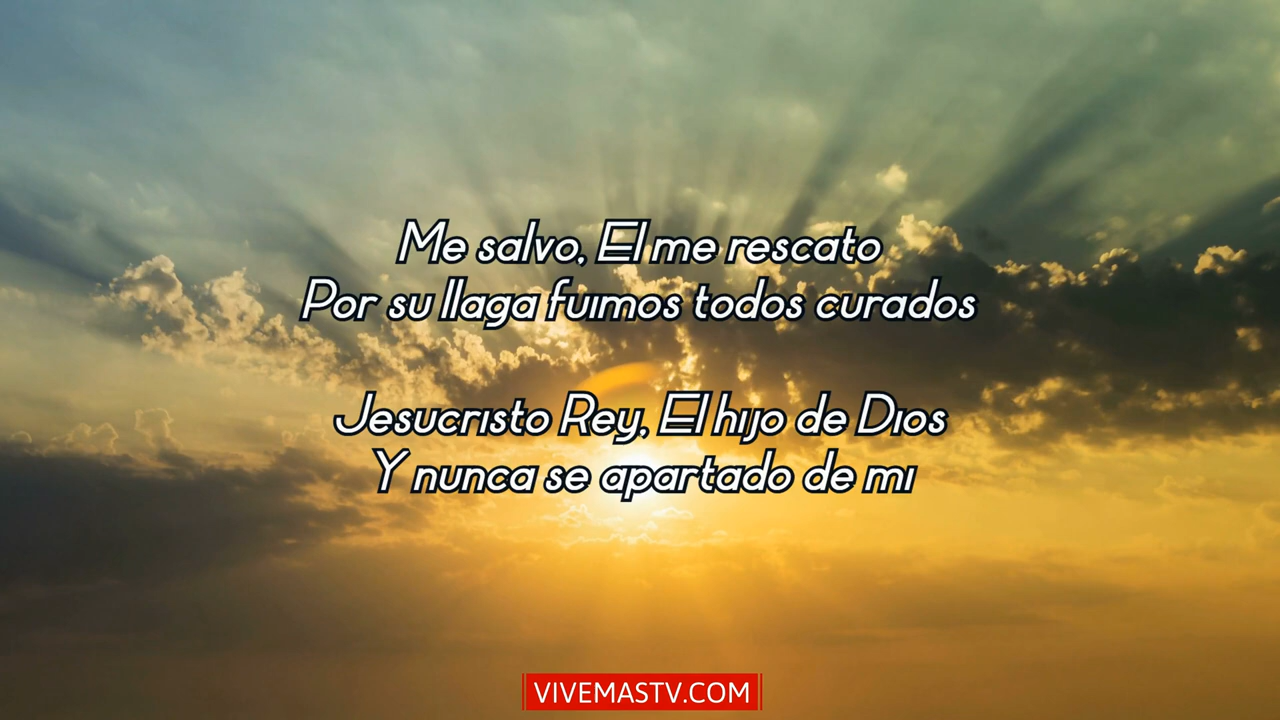 Me salvo, El me rescato
Por su llaga fuimos todos curados
Jesucristo Rey, El hijo de Dios
Y nunca se apartado de mi
VIVEMASTV.COM